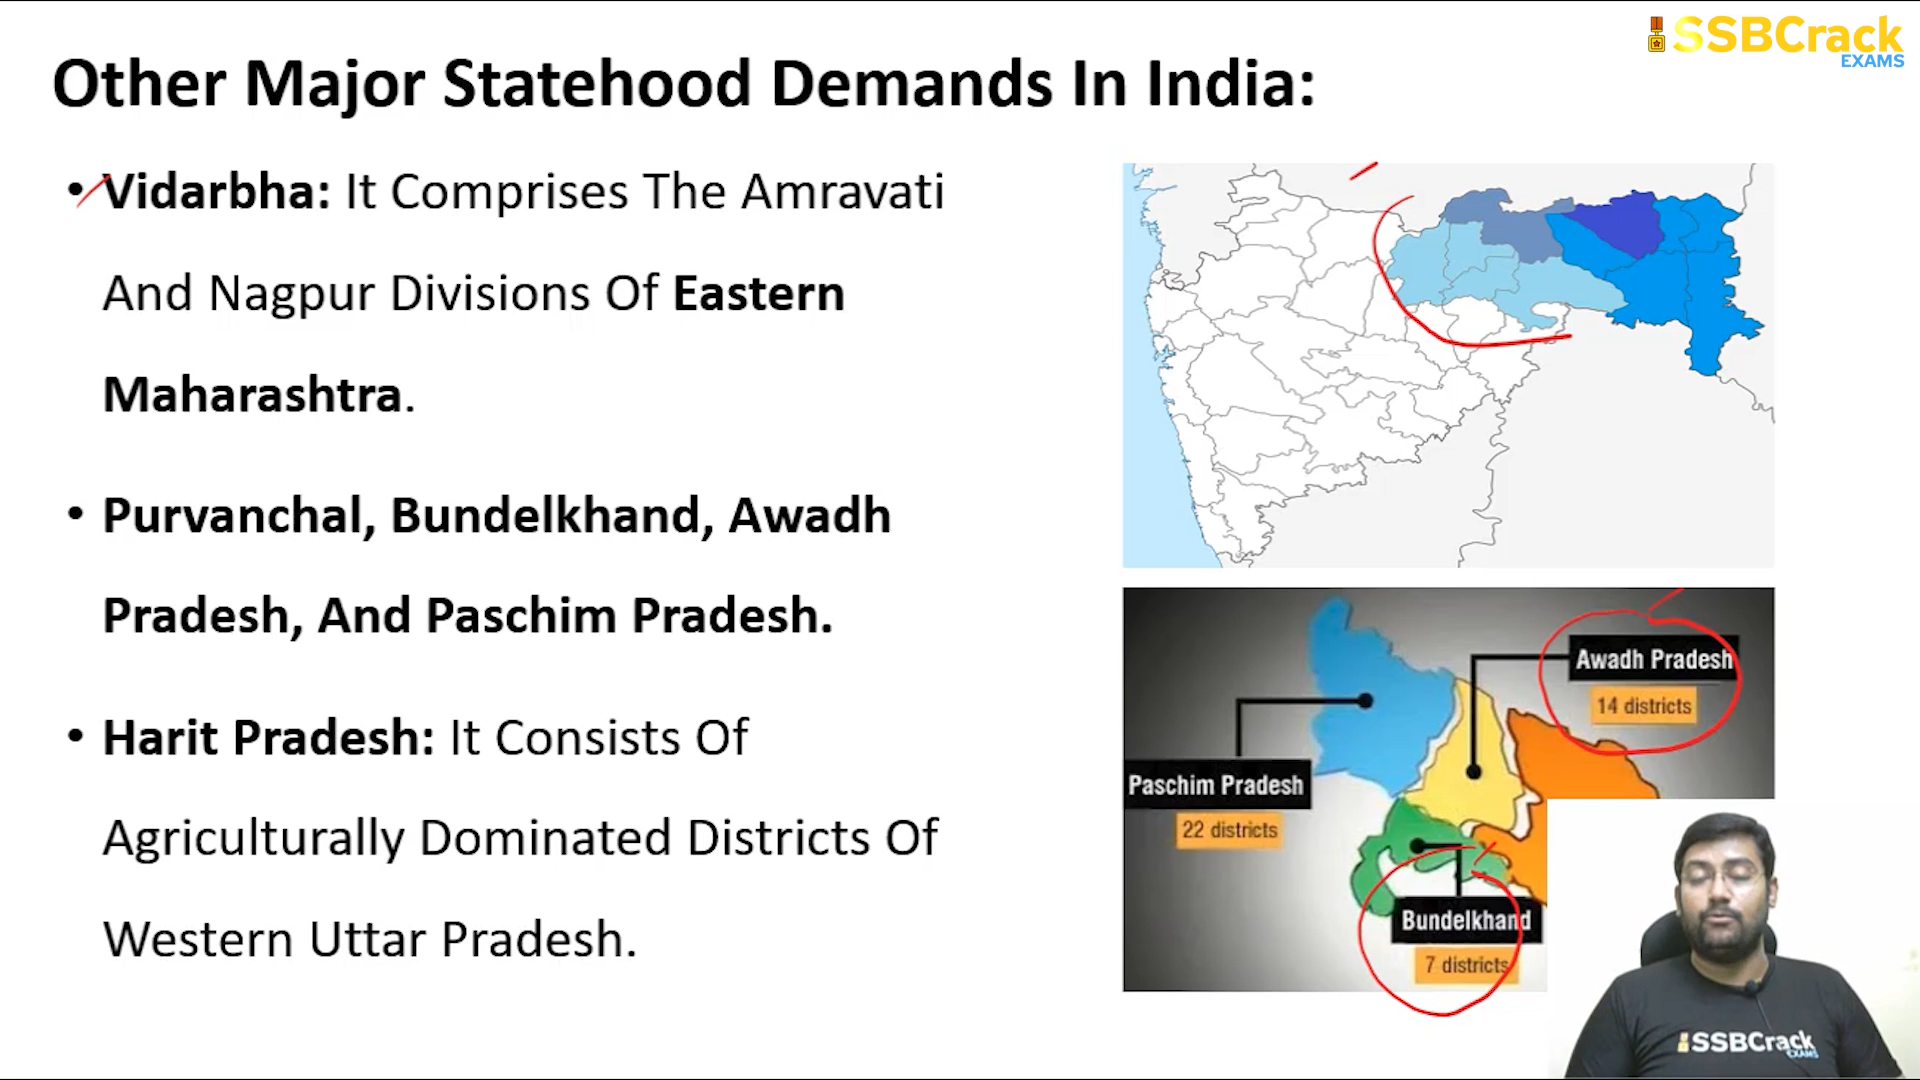 SSBCrack
EXAMS
Other Major Statehood Demands In India:
• Vidarbha: It Comprises The Amravati
And Nagpur Divisions Of Eastern
Maharashtra.
• Purvanchal, Bundelkhand, Awadh
Pradesh, And Paschim Pradesh.
• Harit Pradesh: It Consists Of
Agriculturally Dominated Districts Of
Western Uttar Pradesh.
Awadh Pradesh
14 districts
Paschim Pradesh
22 districts
Bundelkhand
7 districts
SSBCrack
EXAMS